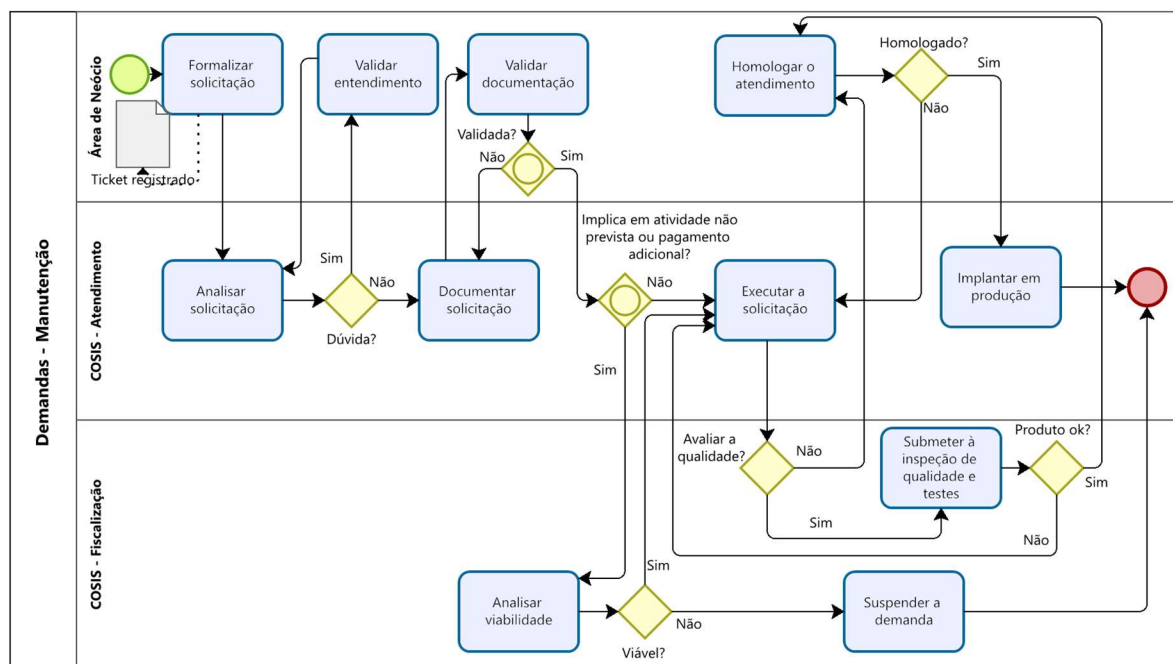 Demandas - Manutenção
Área de Neócio
Formalizar
solicitação
Ticket registrado
Validar
entendimento
Validar
documentação
Validada?
Não
Sim
Homologar o
atendimento
Homologado?
Sim
Não
COSIS - Atendimento
Analisar
solicitação
Sim
Não
Dúvida?
Documentar
solicitação
Implica em atividade não
prevista ou pagamento
adicional?
Não
Sim
Executar a
solicitação
Implantar em
produção
COSIS - Fiscalização
Avaliar a
qualidade?
Não
Sim
Submeter à
inspeção de
qualidade e
testes
Produto ok?
Sim
Não
Analisar
viabilidade
Sim
Não
Viável?
Suspender a
demanda